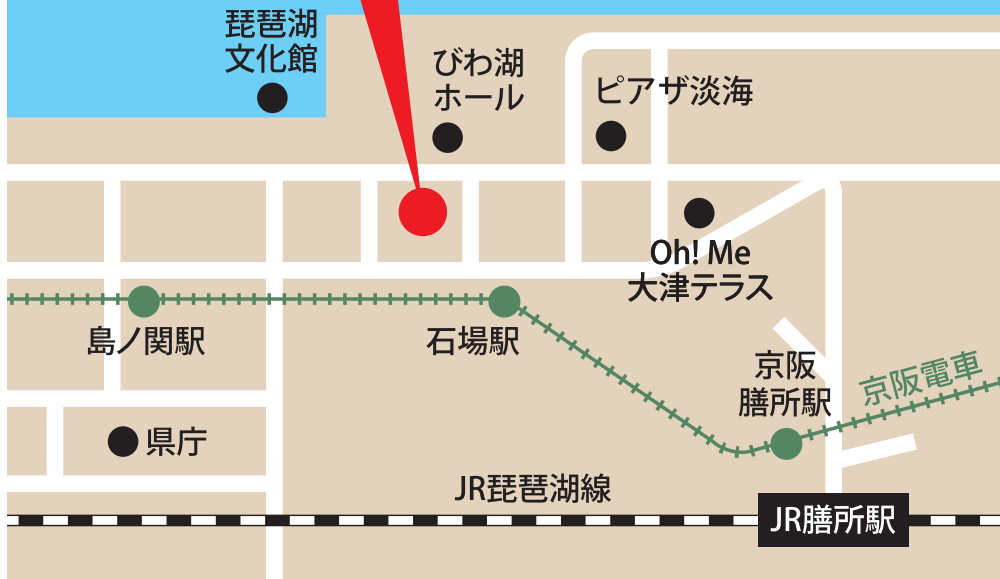 琵琶湖
文化館
びわ湖
ホール
ピアザ淡海
Oh! Me
大津テラス
島ノ関駅
石場駅
京阪
膳所駅
京阪電車
県庁
JR琵琶湖線
JR膳所駅